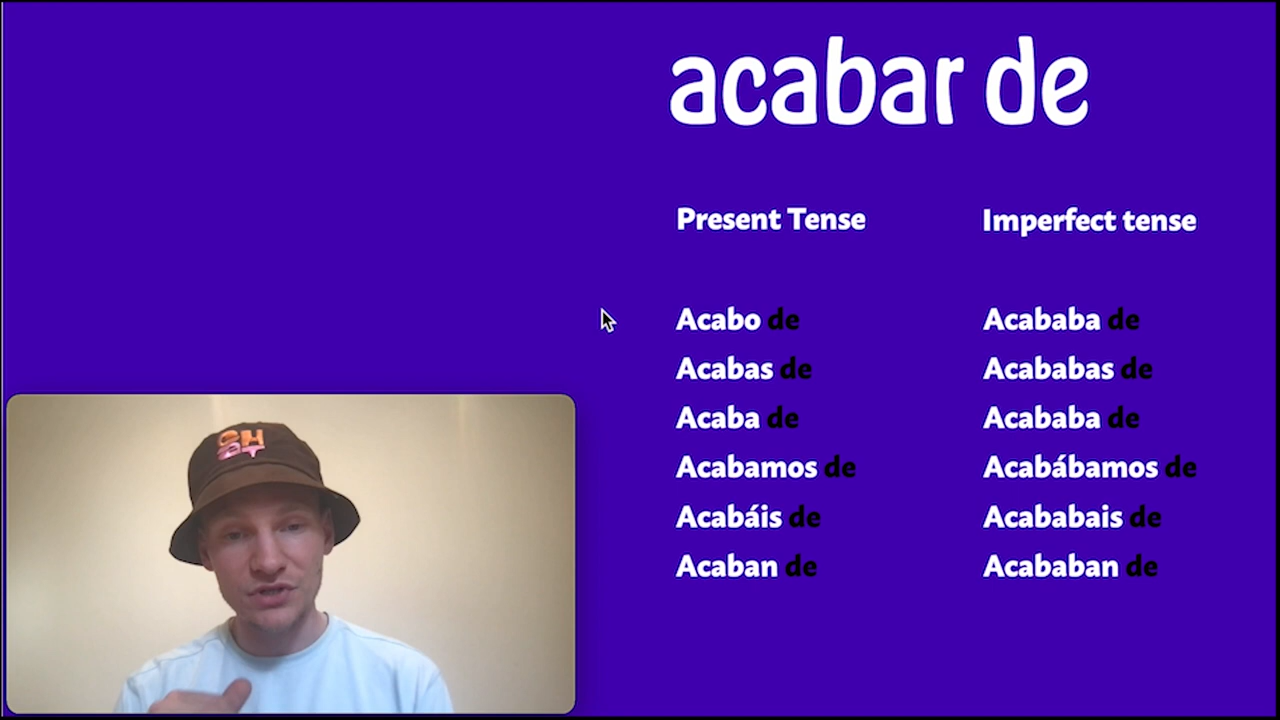 acabar de
Present Tense
Acabo de
Acabas de
Acaba de
Acabamos de
Acabáis de
Acaban de
Imperfect tense
Acababa de
Acababas de
Acababa de
Acabábamos de
Acababais de
Acababan de